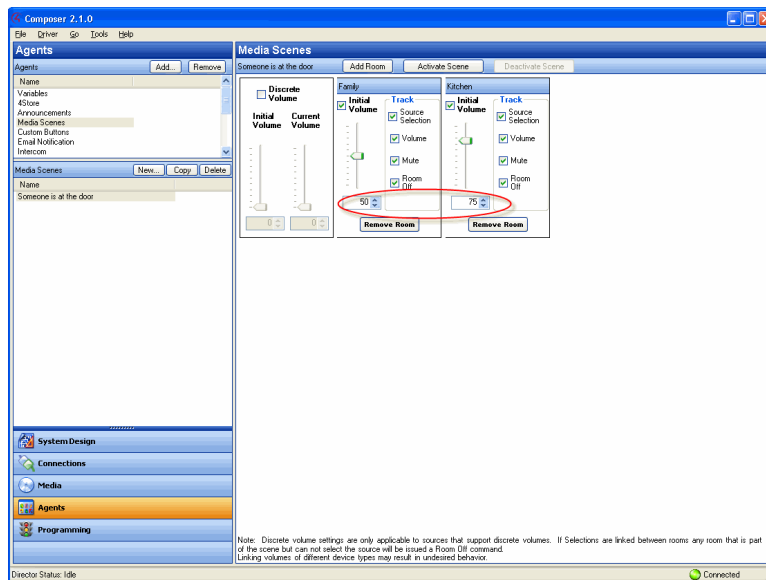 Composer 2.1.0
File Driver Go Tools Help
Agents
Agents Add... Remove
Name
Variables
4Store
Announcements
Media Scenes
Custom Buttons
Email Notification
Intercom
Media Scenes New... Copy Delete
Name
Someone is at the door
System Design
Connections
Media
Agents
Programming
Media Scenes
Someone is at the door Add Room Activate Scene Deactivate Scene
Discrete
Volume
Initial Current
Volume Volume
0 0
Family
Initial
Volume
Track
Source
Selection
Volume
Mute
Room
Off
50
Remove Room
Kitchen
Initial
Volume
Track
Source
Selection
Volume
Mute
Room
Off
75
Remove Room
Note: Discrete volume settings are only applicable to sources that support discrete volumes. If Selections are linked between rooms any room that is part
of the scene but can not select the source will be issued a Room Off command.
Linking volumes of different device types may result in undesired behavior.
Director Status: Idle
Connected